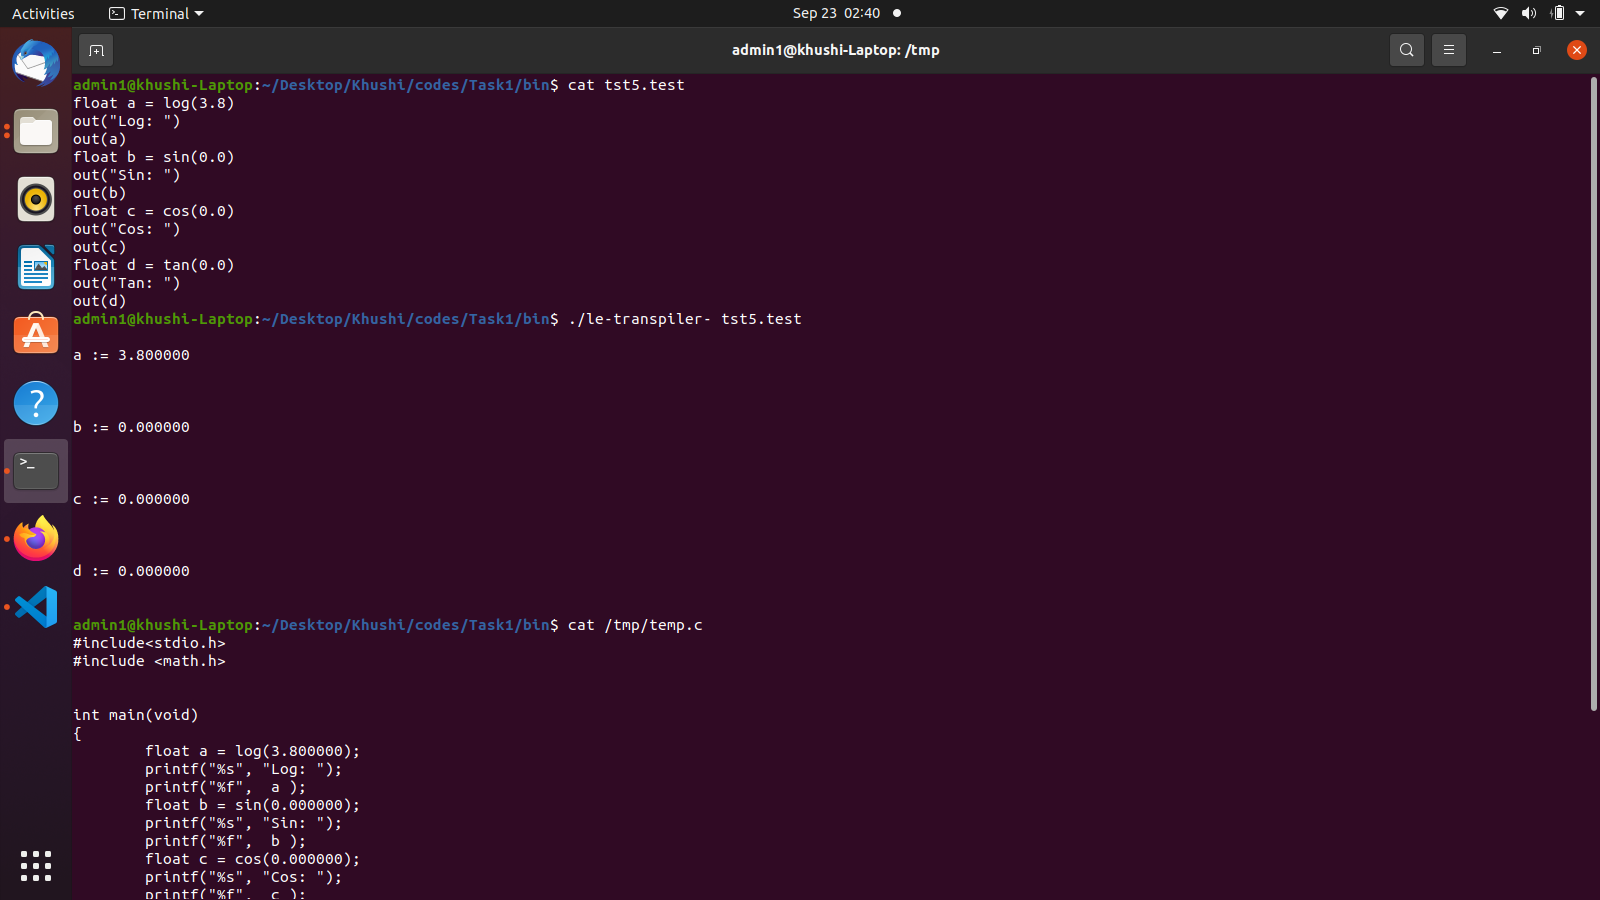 Activities
Terminal
Sep 23 02:40
admin1@khushi-Laptop: /tmp
admin1@khushi-Laptop:~/Desktop/Khushi/codes/Task1/bin$ cat tst5.test
float a = log(3.8)
out("Log: ")
out(a)
float b = sin(0.0)
out("Sin: ")
out(b)
float c = cos(0.0)
out("Cos: ")
out(c)
float d = tan(0.0)
out("Tan: ")
out(d)
admin1@khushi-Laptop:~/Desktop/Khushi/codes/Task1/bin$ ./le-transpiler- tst5.test
a := 3.800000
b := 0.000000
c := 0.000000
d := 0.000000
admin1@khushi-Laptop:~/Desktop/Khushi/codes/Task1/bin$ cat /tmp/temp.c
#include<stdio.h>
#include <math.h>
int main(void)
{
float a = log(3.800000);
printf("%s", "Log: ");
printf("%f",  a );
float b = sin(0.000000);
printf("%s", "Sin: ");
printf("%f",  b );
float c = cos(0.000000);
printf("%s", "Cos: ");
printf("%f",  c );